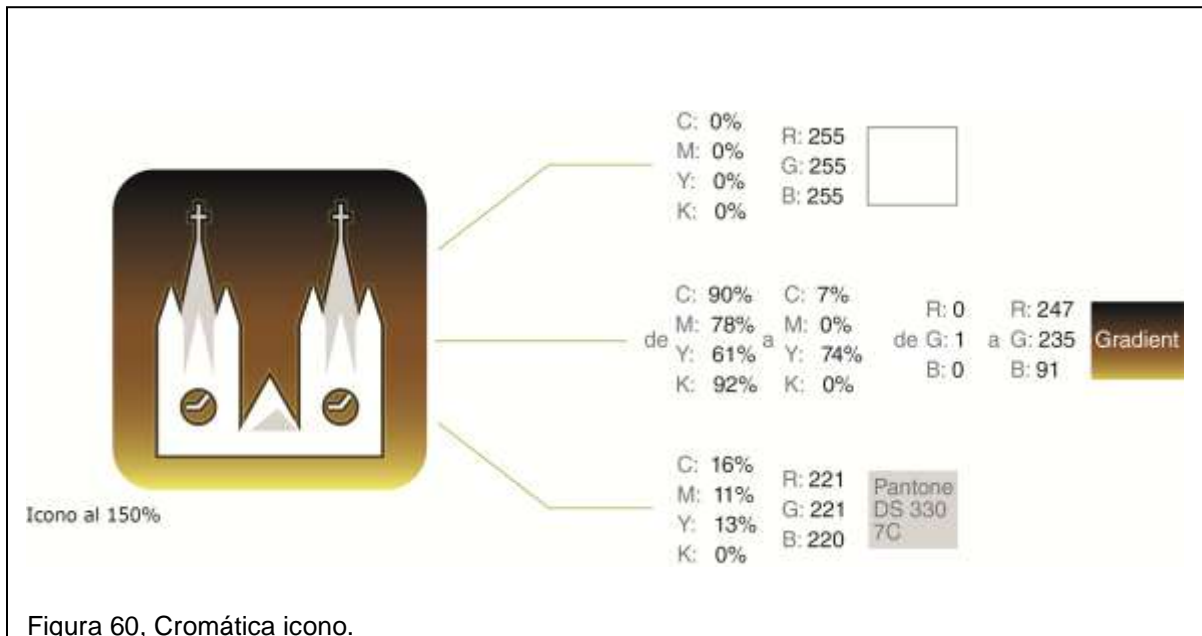 C: 0%
M: 0%
Y: 0%
K: 0%
R: 255
G: 255
B: 255
de
C: 90%
M: 78%
Y: 61%
K: 92%
a
C: 7%
M: 0%
Y: 74%
K: 0%
de
R: 0
G: 1
B: 0
a
R: 247
G: 235
B: 91
Gradient
C: 16%
M: 11%
Y: 13%
K: 0%
R: 221
G: 221
B: 220
Pantone
DS 330
7C
Icono al 150%
Figura 60, Cromática icono.